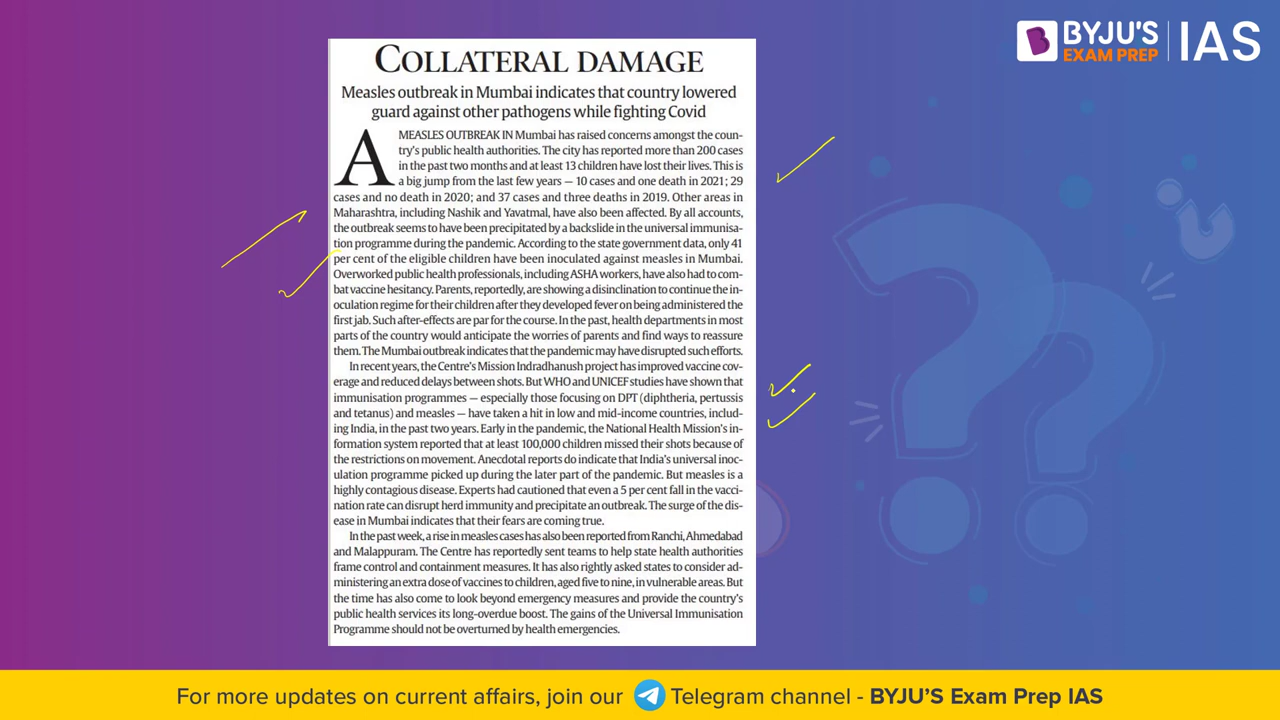 BYJU'S
EXAM PREP
IAS
COLLATERAL DAMAGE
Measles outbreak in Mumbai indicates that country lowered
guard against other pathogens while fighting Covid
A MEASLES OUTBREAK IN Mumbai has raised concerns amongst the coun-
try's public health authorities. The city has reported more than 200 cases
in the past two months and at least 13 children have lost their lives. This is
a big jump from the last few years — 10 cases and one death in 2021; 29
cases and no death in 2020; and 37 cases and three deaths in 2019. Other areas in
Maharashtra, including Nashik and Yavatmal, have also been affected. By all accounts,
the outbreak seems to have been precipitated by a backslide in the universal immunisa-
tion programme during the pandemic. According to the state government data, only 41
per cent of the eligible children have been inoculated against measles in Mumbai.
Overworked public health professionals, including ASHA workers, have also had to com-
bat vaccine hesitancy. Parents, reportedly, are showing a disinclination to continue the in-
oculation regime for their children after they developed fever on being administered the
first jab. Such after-effects are par for the course. In the past, health departments in most
parts of the country would anticipate the worries of parents and find ways to reassure
them. The Mumbai outbreak indicates that the pandemic may have disrupted such efforts.
In recent years, the Centre's Mission Indradhanush project has improved vaccine cov-
erage and reduced delays between shots. But WHO and UNICEF studies have shown that
immunisation programmes — especially those focusing on DPT (diphtheria, pertussis
and tetanus) and measles — have taken a hit in low and mid-income countries, includ-
ing India, in the past two years. Early in the pandemic, the National Health Mission's in-
formation system reported that at least 100,000 children missed their shots because of
the restrictions on movement. Anecdotal reports do indicate that India's universal inoc-
ulation programme picked up during the later part of the pandemic. But measles is a
highly contagious disease. Experts had cautioned that even a 5 per cent fall in the vacci-
nation rate can disrupt herd immunity and precipitate an outbreak. The surge of the dis-
ease in Mumbai indicates that their fears are coming true.
In the past week, a rise in measles cases has also been reported from Ranchi, Ahmedabad
and Malappuram. The Centre has reportedly sent teams to help state health authorities
frame control and containment measures. It has also rightly asked states to consider ad-
ministering an extra dose of vaccines to children, aged five to nine, in vulnerable areas. But
the time has also come to look beyond emergency measures and provide the country's
public health services its long-overdue boost. The gains of the Universal Immunisation
Programme should not be overturned by health emergencies.
For more updates on current affairs, join our Telegram channel - BYJU'S Exam Prep IAS